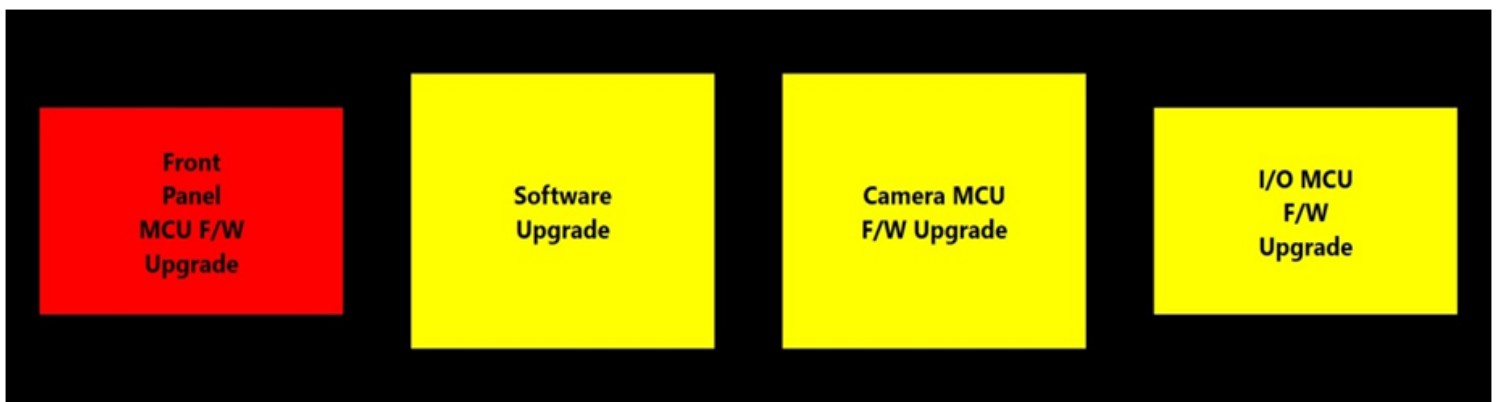 Front
Panel
MCU F/W
Upgrade
Software
Upgrade
Camera MCU
F/W Upgrade
I/O MCU
F/W
Upgrade